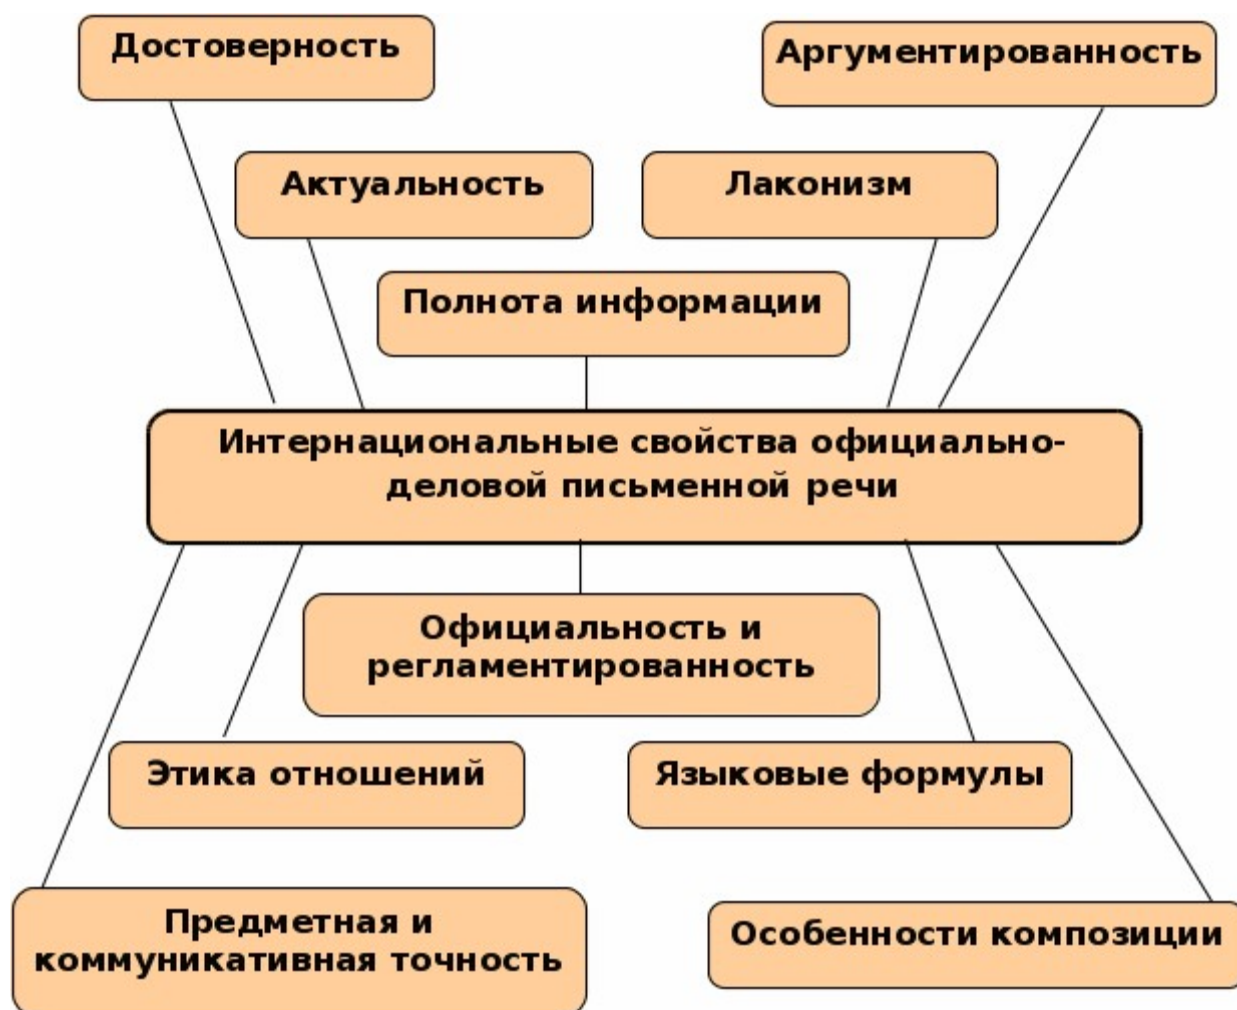 Достоверность
Аргументированность
Актуальность
Лаконизм
Полнота информации
Интернациональные свойства официально-
деловой письменной речи
Официальность и
регламентированность
Этика отношений
Языковые формулы
Предметная и
коммуникативная точность
Особенности композиции